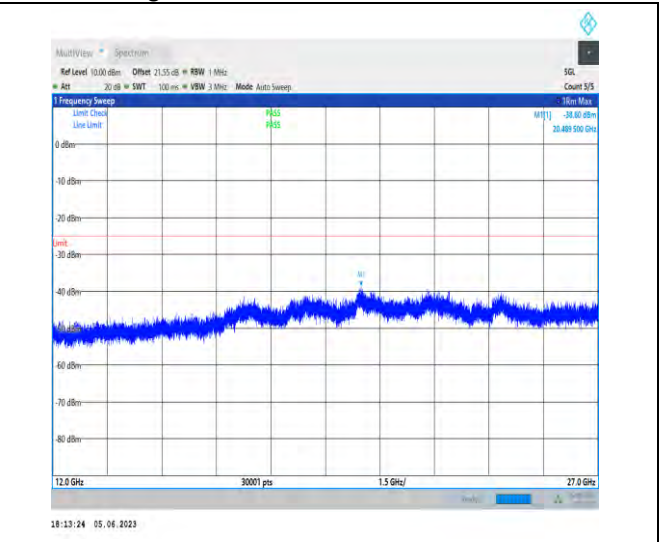 MultiView Spectrum
Ref Level 10.00 dBm Offset 21.55 dB RBW 1 MHz SGL
Att 20 dB SWT 100 ms VBW 3 MHz Mode Auto Sweep Count 5/5
1 Frequency Sweep 1Rm Max
Limit Check PASS M1[1] -38.60 dBm
Line Limit PASS 20.489 500 GHz
0 dBm
-10 dBm
-20 dBm
Limit
-30 dBm
M1
-40 dBm
-50 dBm
-60 dBm
-70 dBm
-80 dBm
12.0 GHz 30001 pts 1.5 GHz/ 27.0 GHz
18:13:24 05.06.2023